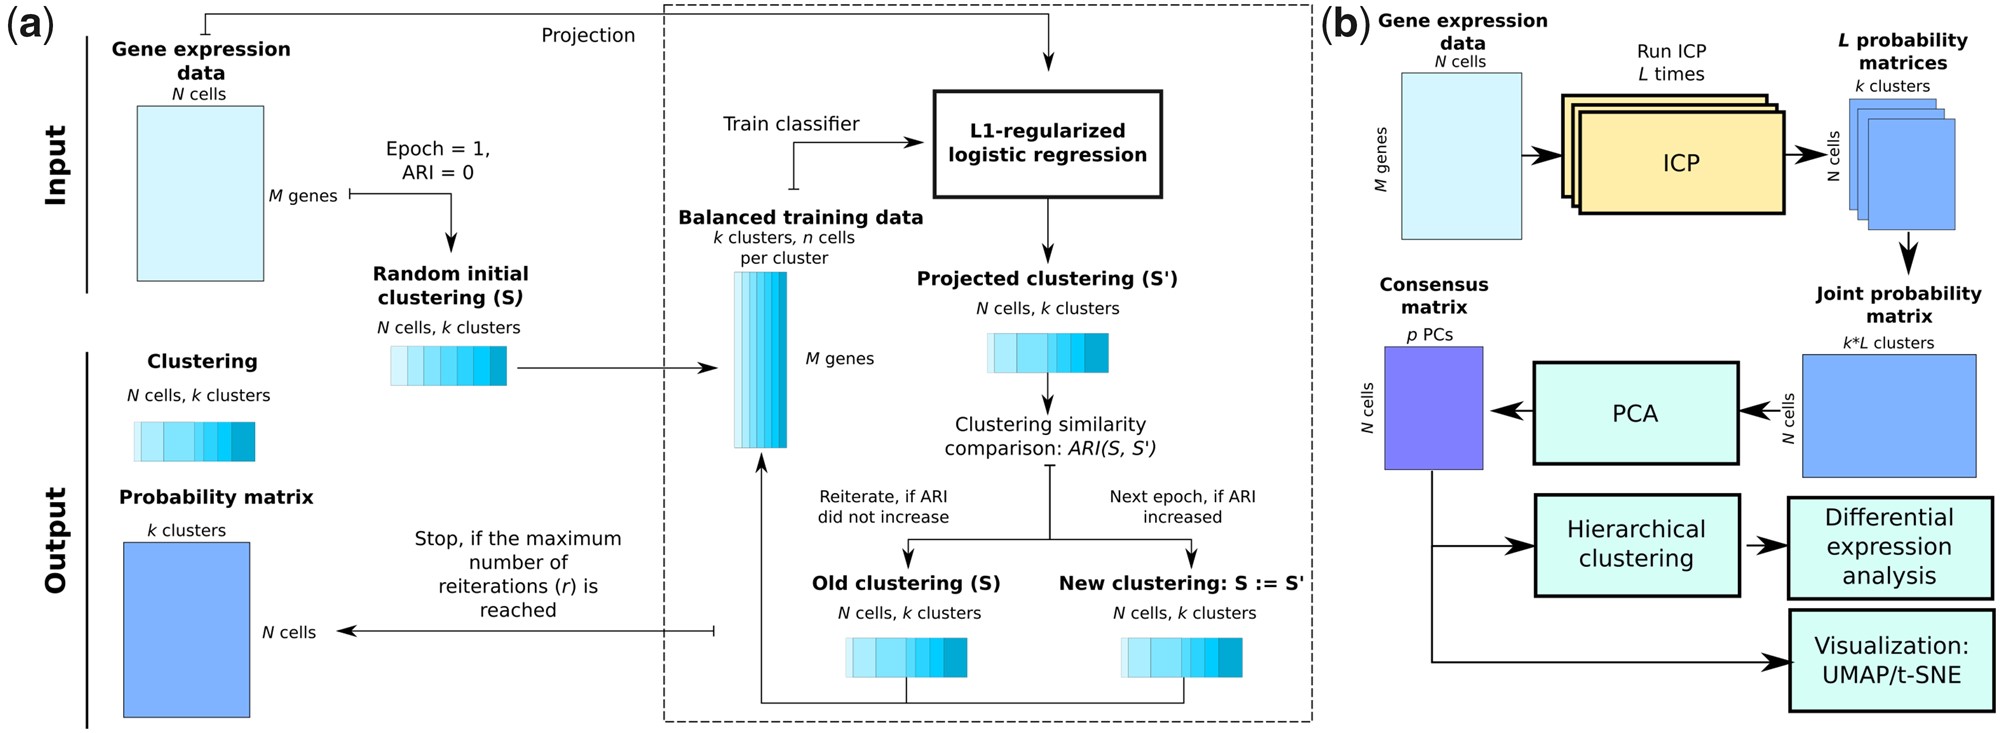 (a)
Projection
Gene expression
data
N cells
M genes
Input
Epoch = 1,
ARI = 0
Random initial
clustering (S)
N cells, k clusters
Train classifier
L1-regularized
logistic regression
Balanced training data
k clusters, n cells
per cluster
M genes
Projected clustering (S')
N cells, k clusters
Clustering similarity
comparison: ARI(S, S')
Reiterate, if ARI
did not increase
Next epoch, if ARI
increased
Old clustering (S)
N cells, k clusters
New clustering: S := S'
N cells, k clusters
Stop, if the maximum
number of
reiterations (r) is
reached
Output
Clustering
N cells, k clusters
Probability matrix
k clusters
N cells
(b)
Gene expression
data
N cells
M genes
Run ICP
L times
ICP
L probability
matrices
k clusters
N cells
Joint probability
matrix
k*L clusters
N cells
PCA
Consensus
matrix
p PCs
N cells
Hierarchical
clustering
Differential
expression
analysis
Visualization:
UMAP/t-SNE